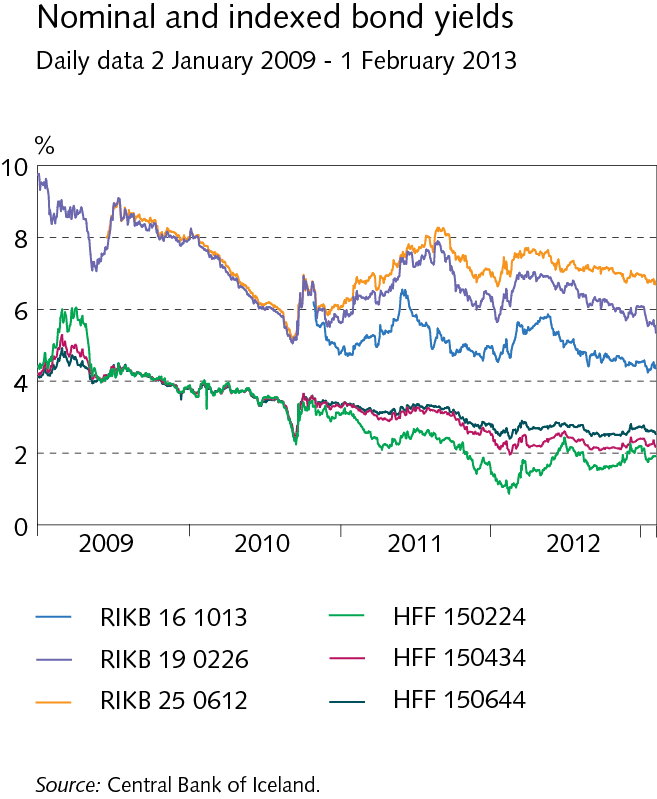 Nominal and indexed bond yields
Daily data 2 January 2009 - 1 February 2013
%
10
8
6
4
2
0
2009 2010 2011 2012
RIKB 16 1013
RIKB 19 0226
RIKB 25 0612
HFF 150224
HFF 150434
HFF 150644
Source: Central Bank of Iceland.